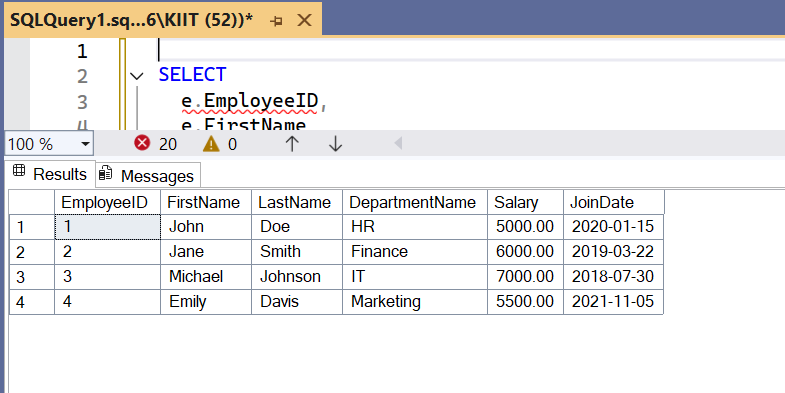 SQLQuery1.sq...6\KIIT (52))*
1
2 SELECT
3 e.EmployeeID,
4 e.FirstName
100 % 20 0
Results Messages
EmployeeID FirstName LastName DepartmentName Salary JoinDate
1 1 John Doe HR 5000.00 2020-01-15
2 2 Jane Smith Finance 6000.00 2019-03-22
3 3 Michael Johnson IT 7000.00 2018-07-30
4 4 Emily Davis Marketing 5500.00 2021-11-05